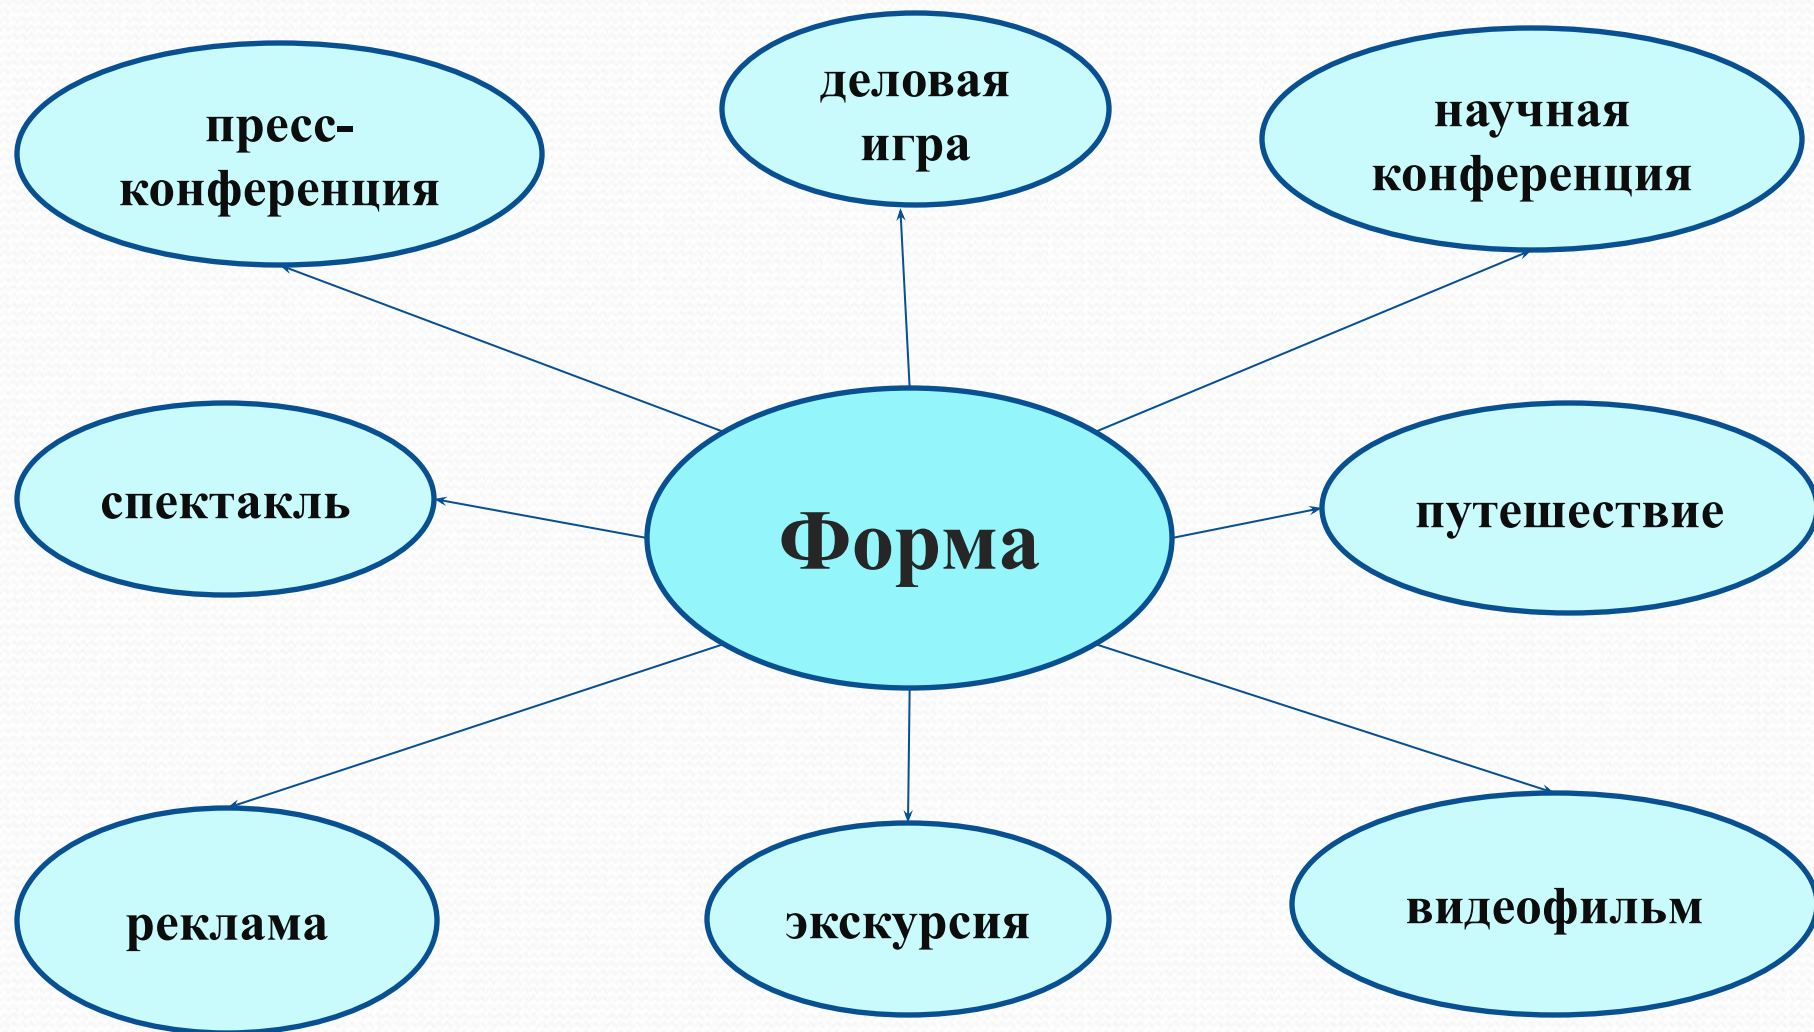 пресс-
конференция
деловая
игра
научная
конференция
спектакль
Форма
путешествие
реклама
экскурсия
видеофильм